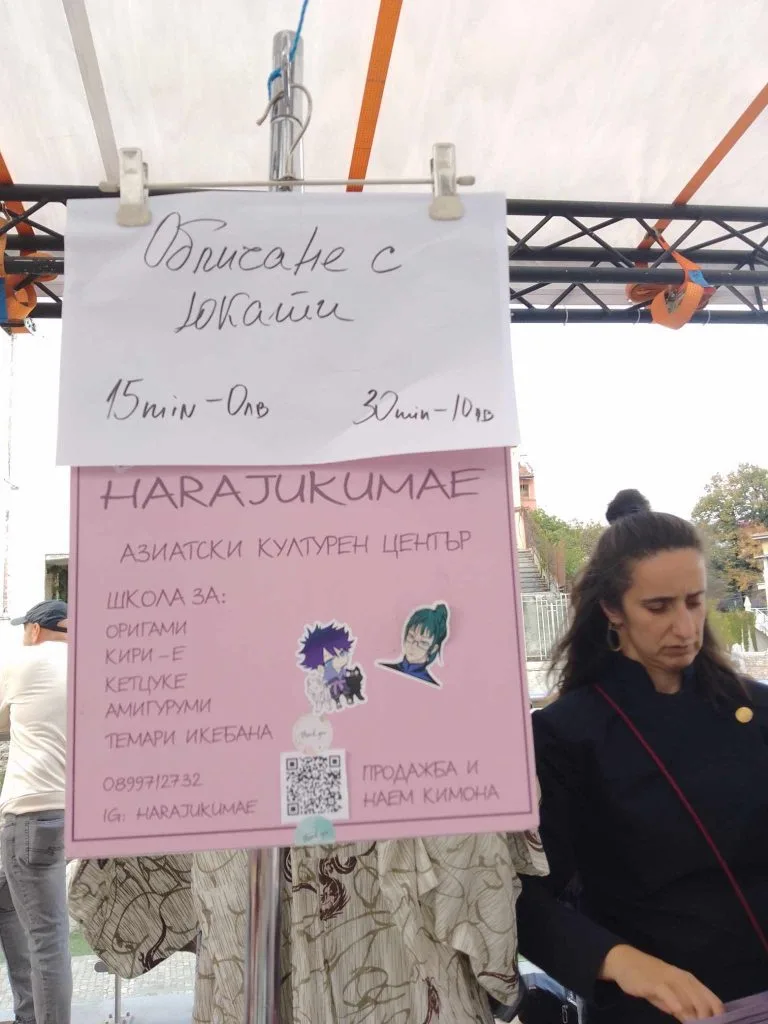 Обличане с
Юкати
15min-0лв 30min-10лв
HARAJUKUMAE
АЗИАТСКИ КУЛТУРЕН ЦЕНТЪР
ШКОЛА ЗА:
ОРИГАМИ
КИРИ-Е
КЕТЦУКЕ
АМИГУРУМИ
ТЕМАРИ ИКЕБАНА
0899712732
IG: HARAJUKUMAE
ПРОДАЖБА И
НАЕМ КИМОНА